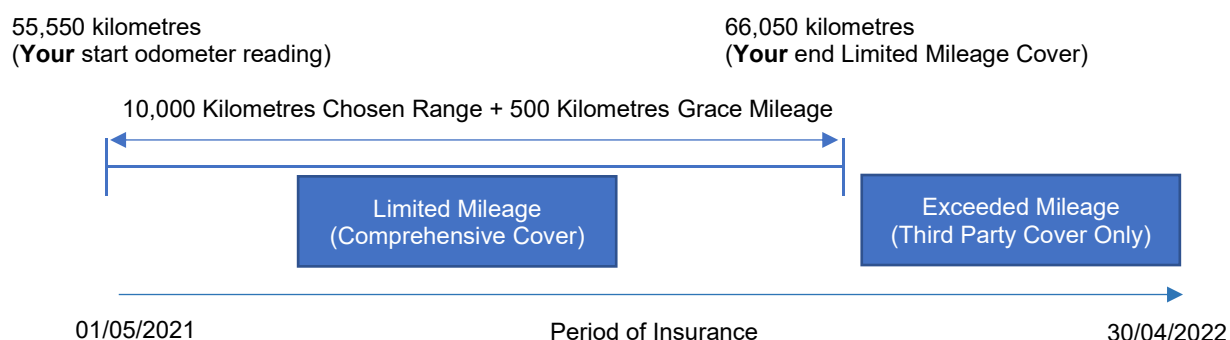 55,550 kilometres
(Your start odometer reading)
66,050 kilometres
(Your end Limited Mileage Cover)
10,000 Kilometres Chosen Range + 500 Kilometres Grace Mileage
Limited Mileage
(Comprehensive Cover)
Exceeded Mileage
(Third Party Cover Only)
01/05/2021
Period of Insurance
30/04/2022